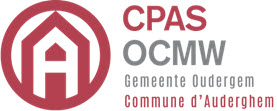 CPAS
OCMW
Gemeente Oudergem
Commune d'Auderghem